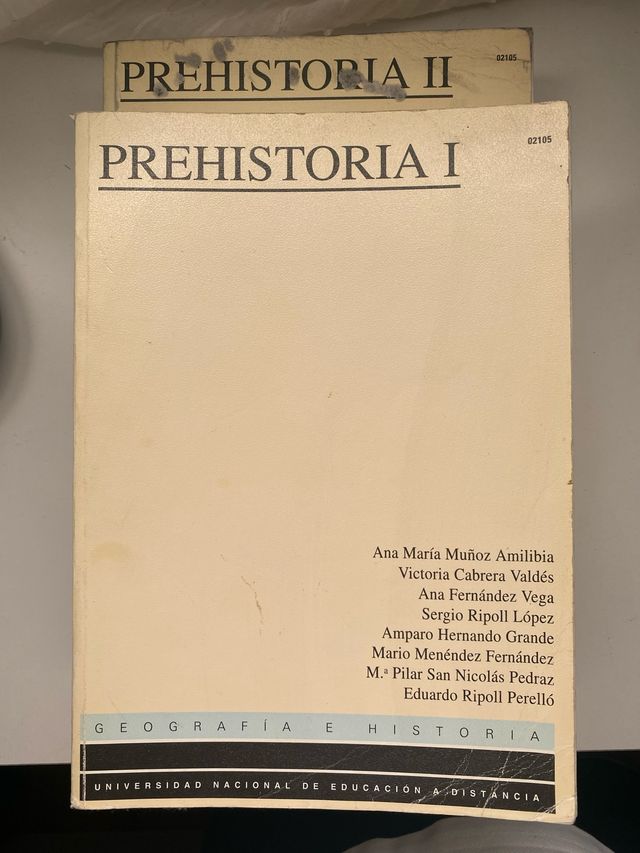 PREHISTORIA II
02105
PREHISTORIA I
02105
Ana María Muñoz Amilibia
Victoria Cabrera Valdés
Ana Fernández Vega
Sergio Ripoll López
Amparo Hernando Grande
Mario Menéndez Fernández
M.ª Pilar San Nicolás Pedraz
Eduardo Ripoll Perelló
GEOGRAFÍA E HISTORIA
UNIVERSIDAD NACIONAL DE EDUCACIÓN A DISTANCIA